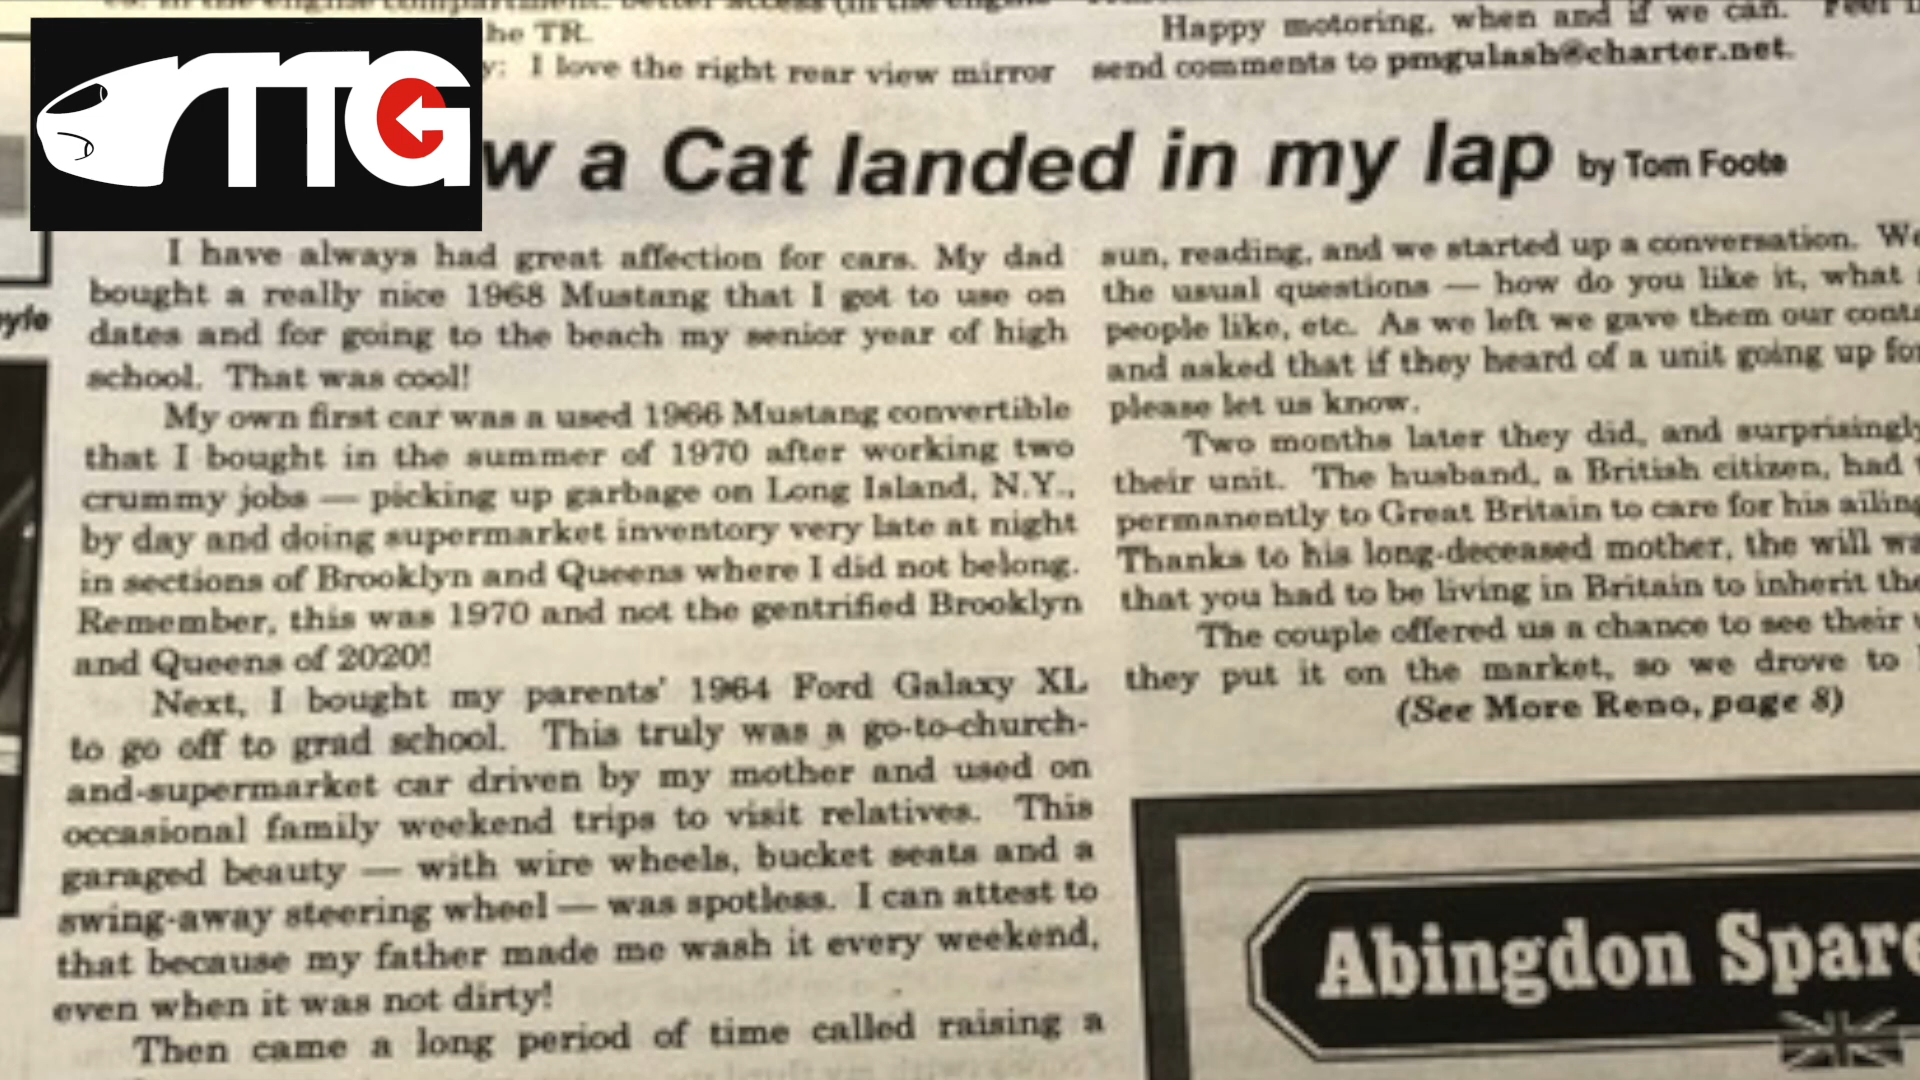 he TR.
I love the right rear view mirror
Happy motoring, when and if we can. Feel
send comments to pmgulash@charter.net.
TTG
w a Cat landed in my lap by Tom Foote
I have always had great affection for cars. My dad
bought a really nice 1968 Mustang that I got to use on
dates and for going to the beach my senior year of high
school. That was cool!
My own first car was a used 1966 Mustang convertible
that I bought in the summer of 1970 after working two
crummy jobs — picking up garbage on Long Island, N.Y.,
by day and doing supermarket inventory very late at night
in sections of Brooklyn and Queens where I did not belong.
Remember, this was 1970 and not the gentrified Brooklyn
and Queens of 2020!
Next, I bought my parents' 1964 Ford Galaxy XL
to go off to grad school. This truly was a go-to-church-
and-supermarket car driven by my mother and used on
occasional family weekend trips to visit relatives. This
garaged beauty — with wire wheels, bucket seats and a
swing-away steering wheel — was spotless. I can attest to
that because my father made me wash it every weekend,
even when it was not dirty!
Then came a long period of time called raising a
sun, reading, and we started up a conversation. We
the usual questions — how do you like it, what
people like, etc. As we left we gave them our conta
and asked that if they heard of a unit going up for
please let us know.
Two months later they did, and surprisingly
their unit. The husband, a British citizen, had
permanently to Great Britain to care for his ailing
Thanks to his long-deceased mother, the will wa
that you had to be living in Britain to inherit the
The couple offered us a chance to see their
they put it on the market, so we drove to
(See More Reno, page 8)
Abingdon Spare